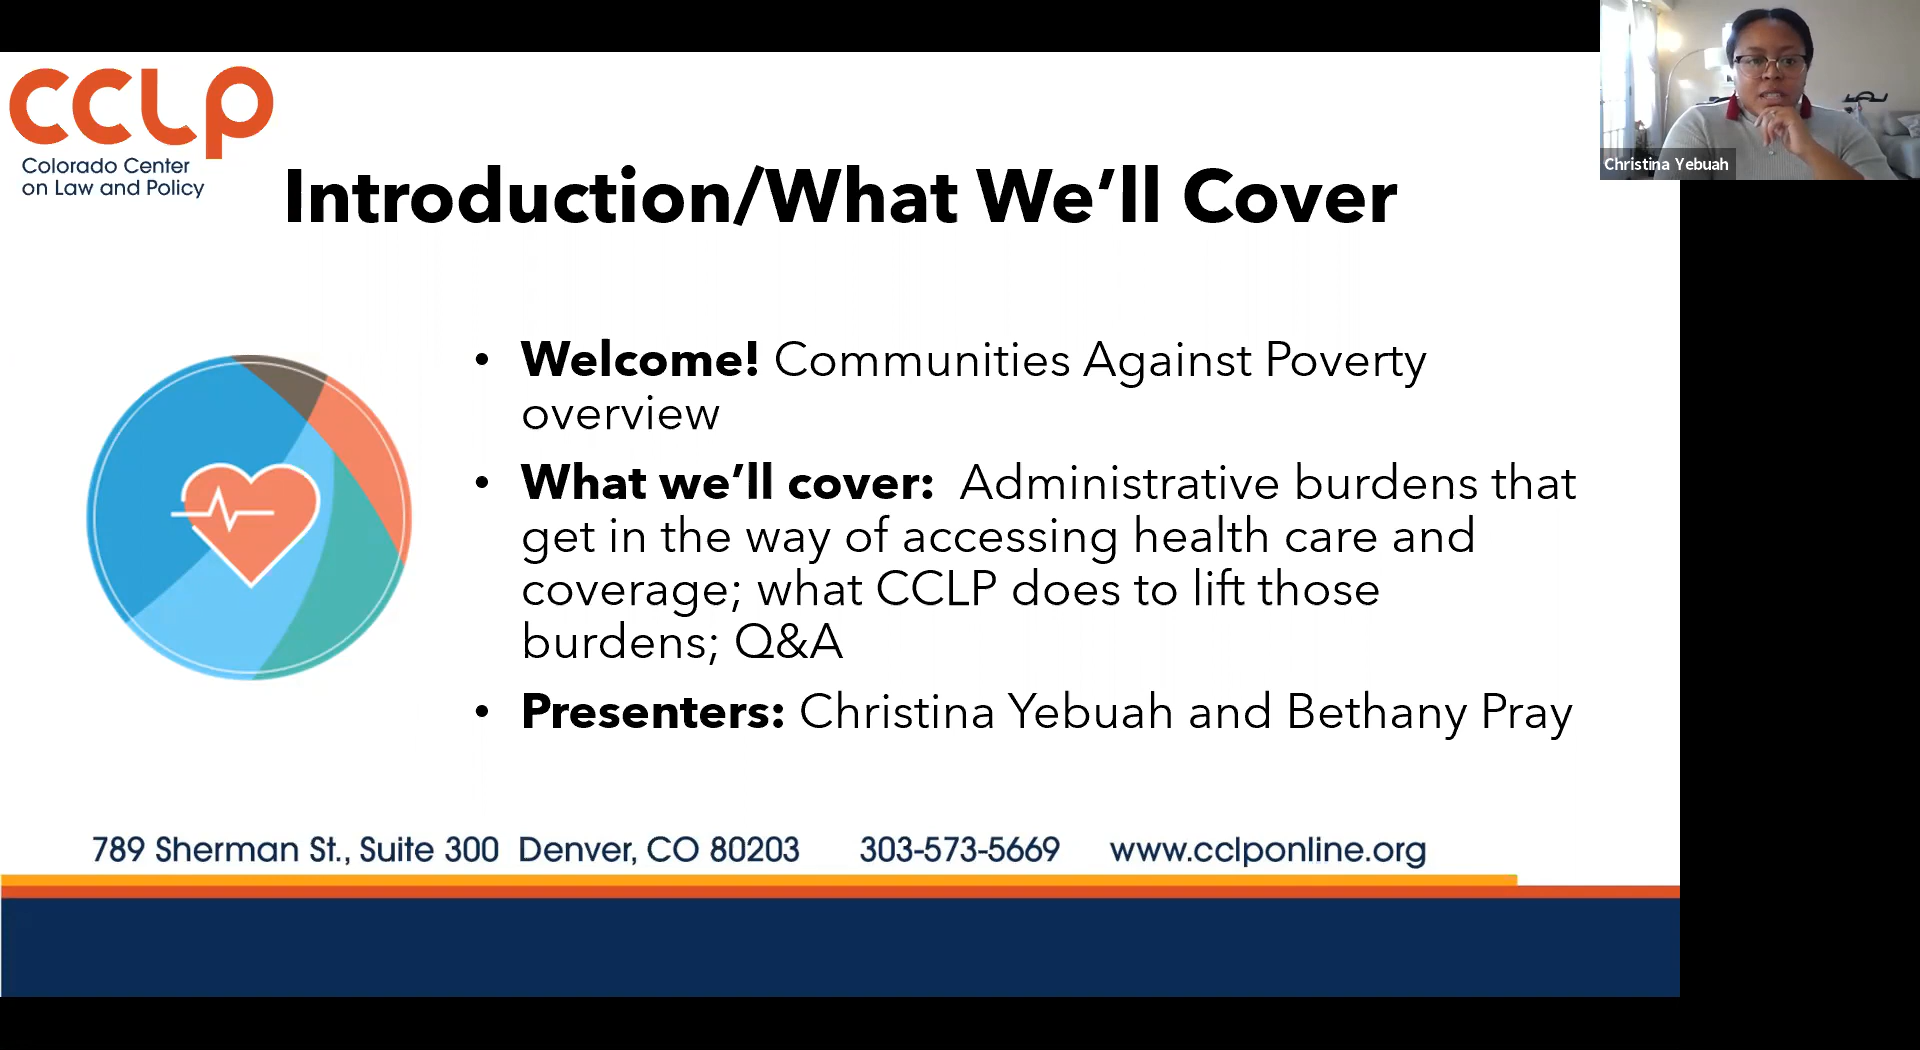 CCLP
Colorado Center
on Law and Policy
Introduction/What We’ll Cover
Christina Yebuah
• Welcome! Communities Against Poverty
overview
• What we’ll cover: Administrative burdens that
get in the way of accessing health care and
coverage; what CCLP does to lift those
burdens; Q&A
• Presenters: Christina Yebuah and Bethany Pray
789 Sherman St., Suite 300 Denver, CO 80203 303-573-5669 www.cclponline.org